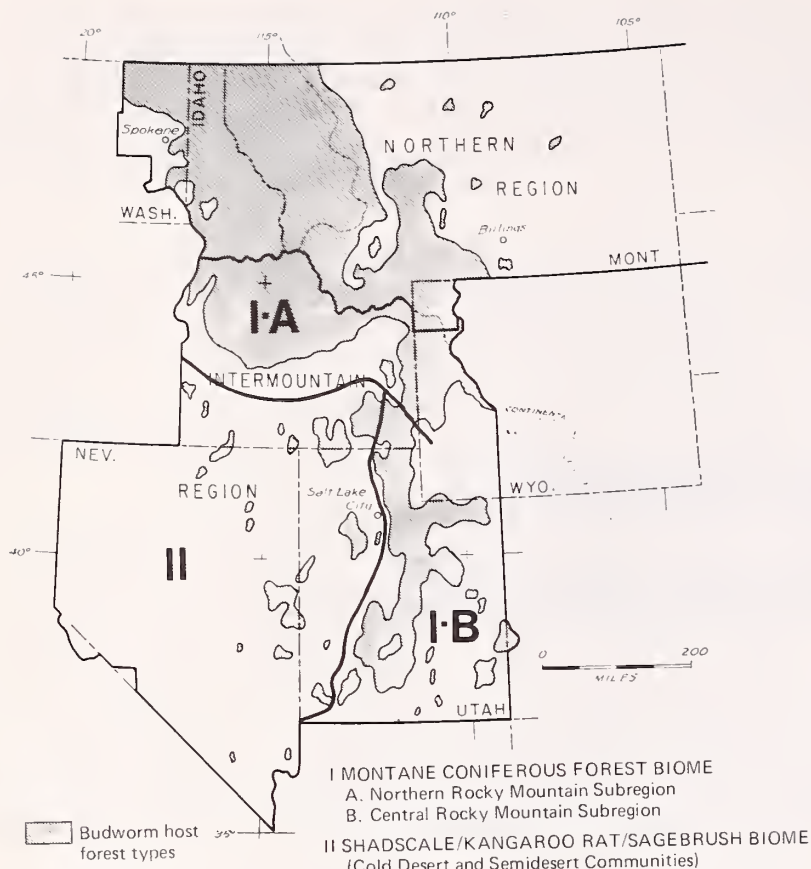 20°
115°
110°
105°
IDAHO
Spokane
NORTHERN
REGION
WASH.
Billings
MONT
45°
I·A
INTERMOUNTAIN
NEV.
REGION
Salt Lake
City
WYO.
40°
II
I·B
0 200
MILES
UTAH
I MONTANE CONIFEROUS FOREST BIOME
A. Northern Rocky Mountain Subregion
B. Central Rocky Mountain Subregion
Budworm host
forest types
35°
II SHADSCALE/KANGAROO RAT/SAGEBRUSH BIOME
(Cold Desert and Semidesert Communities)